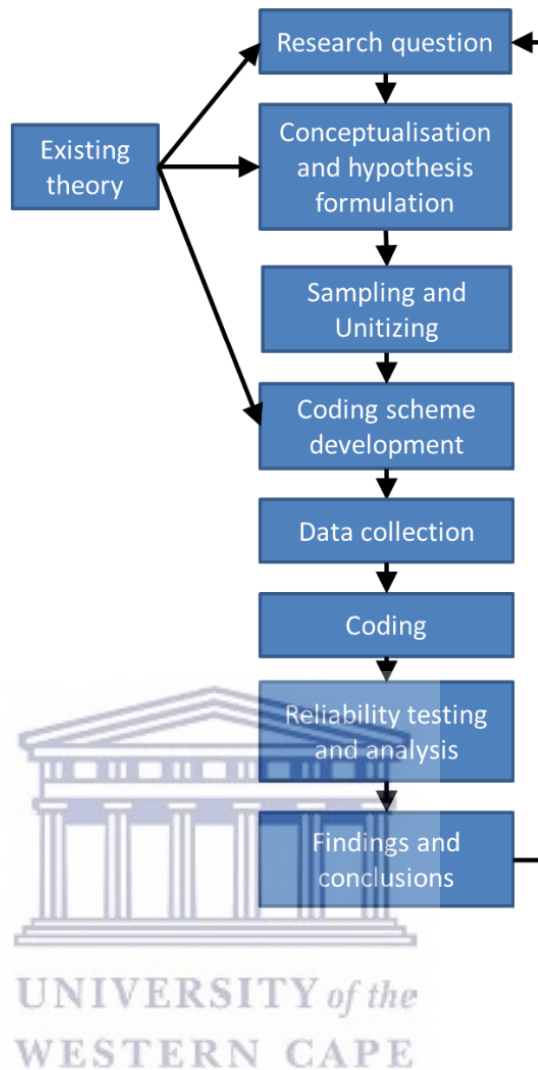 Research question
Existing
theory
Conceptualisation
and hypothesis
formulation
Sampling and
Unitizing
Coding scheme
development
Data collection
Coding
Reliability testing
and analysis
Findings and
conclusions
UNIVERSITY of the
WESTERN CAPE